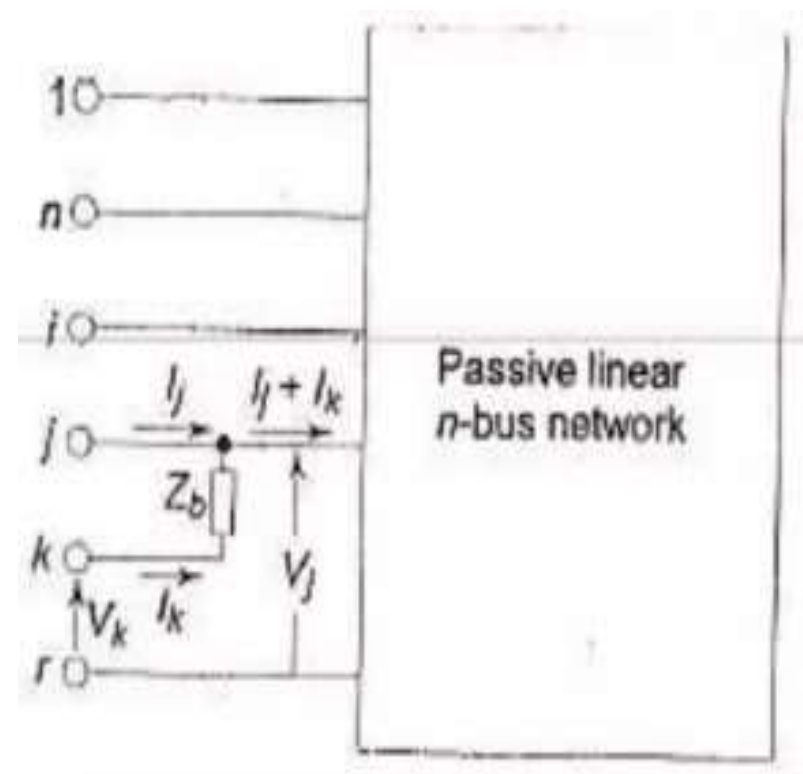 1
n
i
I_j I_j + I_k
Passive linear
j n-bus network
Z_b
k
V_j
V_k I_k
r